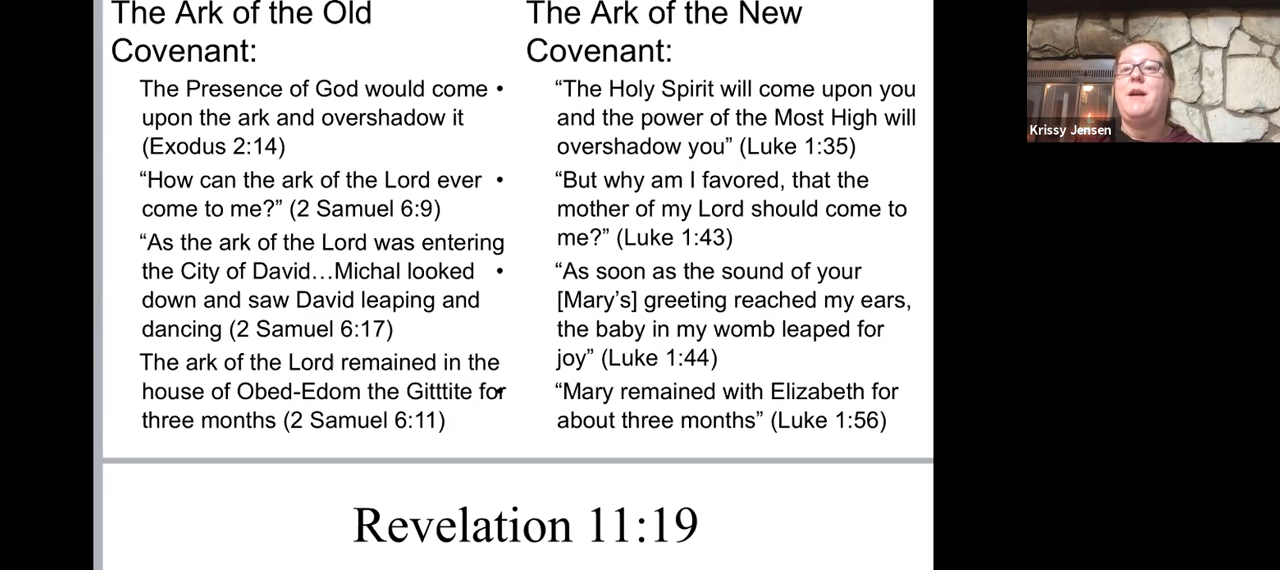 The Ark of the Old
Covenant:
The Presence of God would come
upon the ark and overshadow it
(Exodus 2:14)
“How can the ark of the Lord ever
come to me?” (2 Samuel 6:9)
“As the ark of the Lord was entering
the City of David…Michal looked
down and saw David leaping and
dancing (2 Samuel 6:17)
The ark of the Lord remained in the
house of Obed-Edom the Gitttite for
three months (2 Samuel 6:11)
The Ark of the New
Covenant:
• “The Holy Spirit will come upon you
and the power of the Most High will
overshadow you” (Luke 1:35)
• “But why am I favored, that the
mother of my Lord should come to
me?” (Luke 1:43)
• “As soon as the sound of your
[Mary’s] greeting reached my ears,
the baby in my womb leaped for
joy” (Luke 1:44)
• “Mary remained with Elizabeth for
about three months” (Luke 1:56)
Revelation 11:19
Krissy Jensen